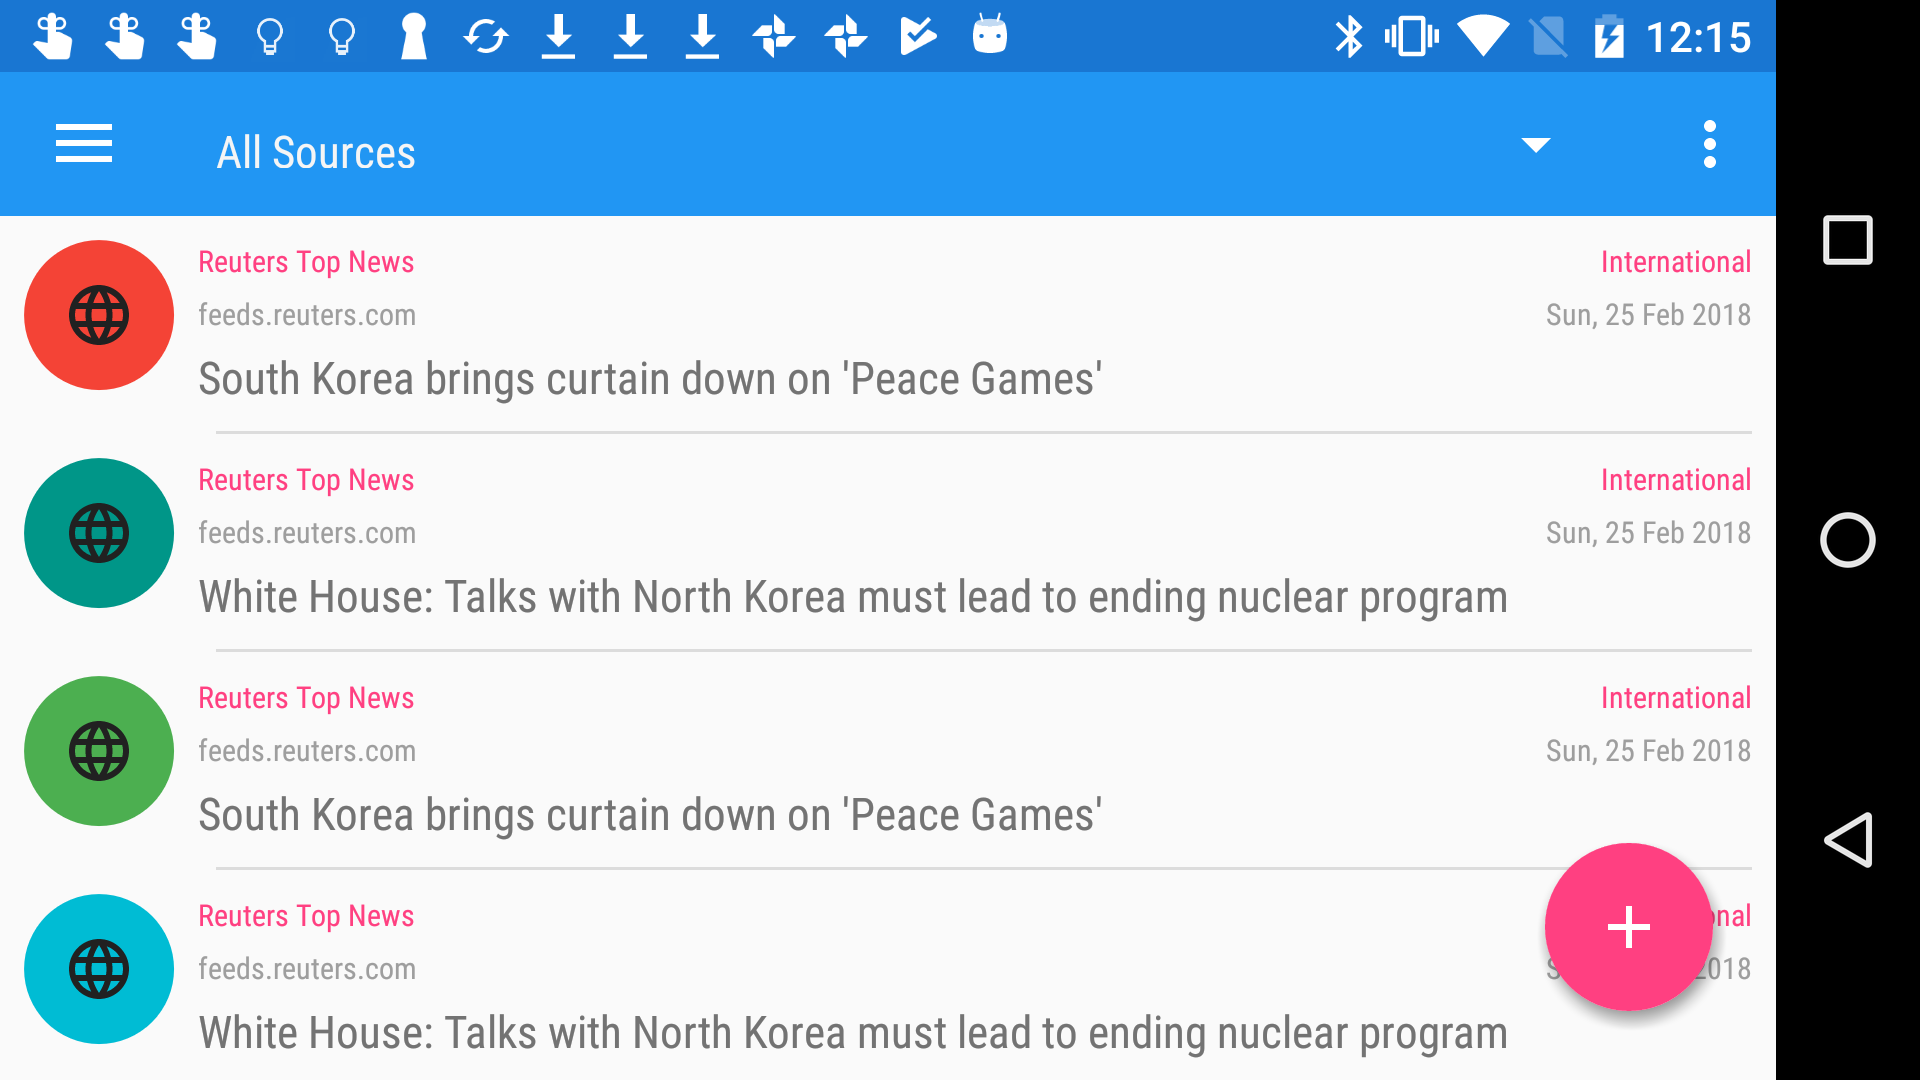 12:15
All Sources
Reuters Top News International
feeds.reuters.com Sun, 25 Feb 2018
South Korea brings curtain down on 'Peace Games'
Reuters Top News International
feeds.reuters.com Sun, 25 Feb 2018
White House: Talks with North Korea must lead to ending nuclear program
Reuters Top News International
feeds.reuters.com Sun, 25 Feb 2018
South Korea brings curtain down on 'Peace Games'
Reuters Top News
feeds.reuters.com 2018
White House: Talks with North Korea must lead to ending nuclear program